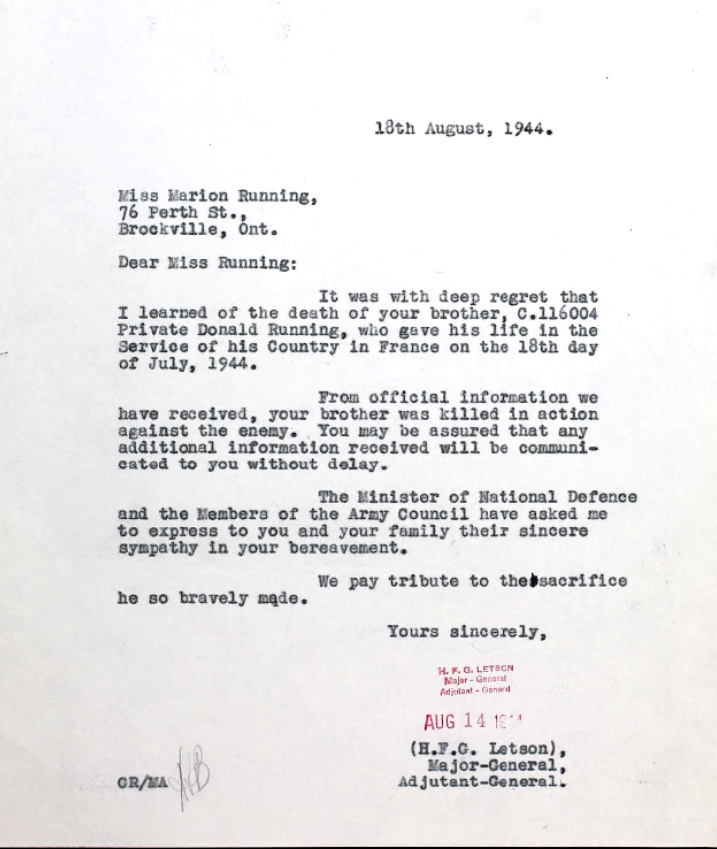 18th August, 1944.
Miss Marion Running,
76 Perth St.,
Brockville, Ont.
Dear Miss Running:
It was with deep regret that
I learned of the death of your brother, C.116004
Private Donald Running, who gave his life in the
Service of his Country in France on the 18th day
of July, 1944.
From official information we
have received, your brother was killed in action
against the enemy. You may be assured that any
additional information received will be communi-
cated to you without delay.
The Minister of National Defence
and the Members of the Army Council have asked me
to express to you and your family their sincere
sympathy in your bereavement.
We pay tribute to the sacrifice
he so bravely made.
Yours sincerely,
H. F. G. LETSON
Major - General
Adjutant - General
AUG 14
(H.F.G. Letson),
Major-General,
Adjutant-General.
GR/MA